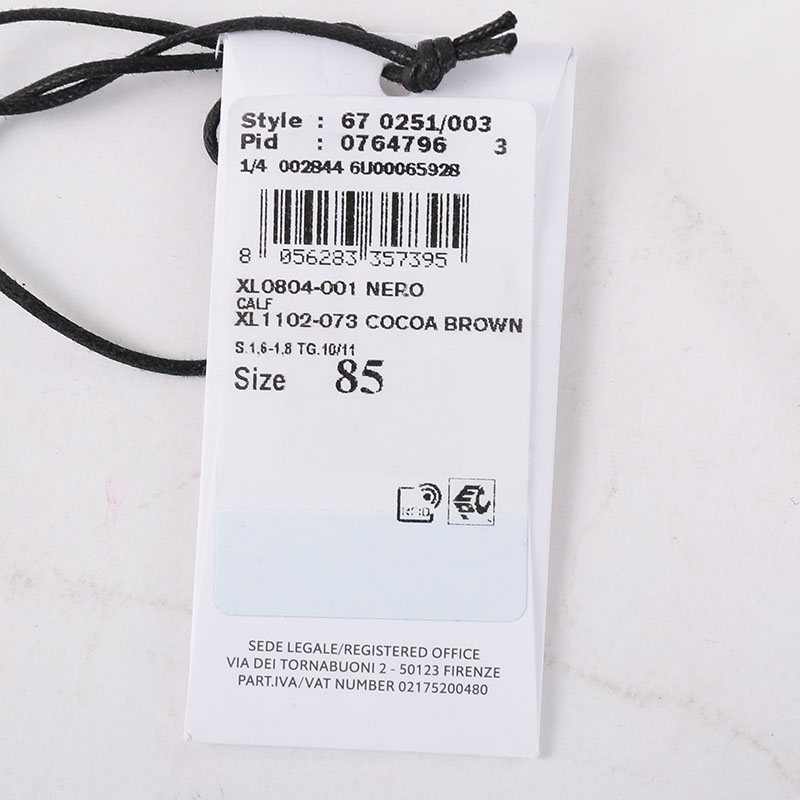 Style : 67 0251/003
Pid : 0764796 3
1/4 002844 6U00065928
8 056283 357395
XL0804-001 NERO
CALF
XL1102-073 COCOA BROWN
S.1,6-1,8 TG.10/11
Size 85
RFID EPC
SEDE LEGALE/REGISTERED OFFICE
VIA DEI TORNABUONI 2 - 50123 FIRENZE
PART.IVA/VAT NUMBER 02175200480